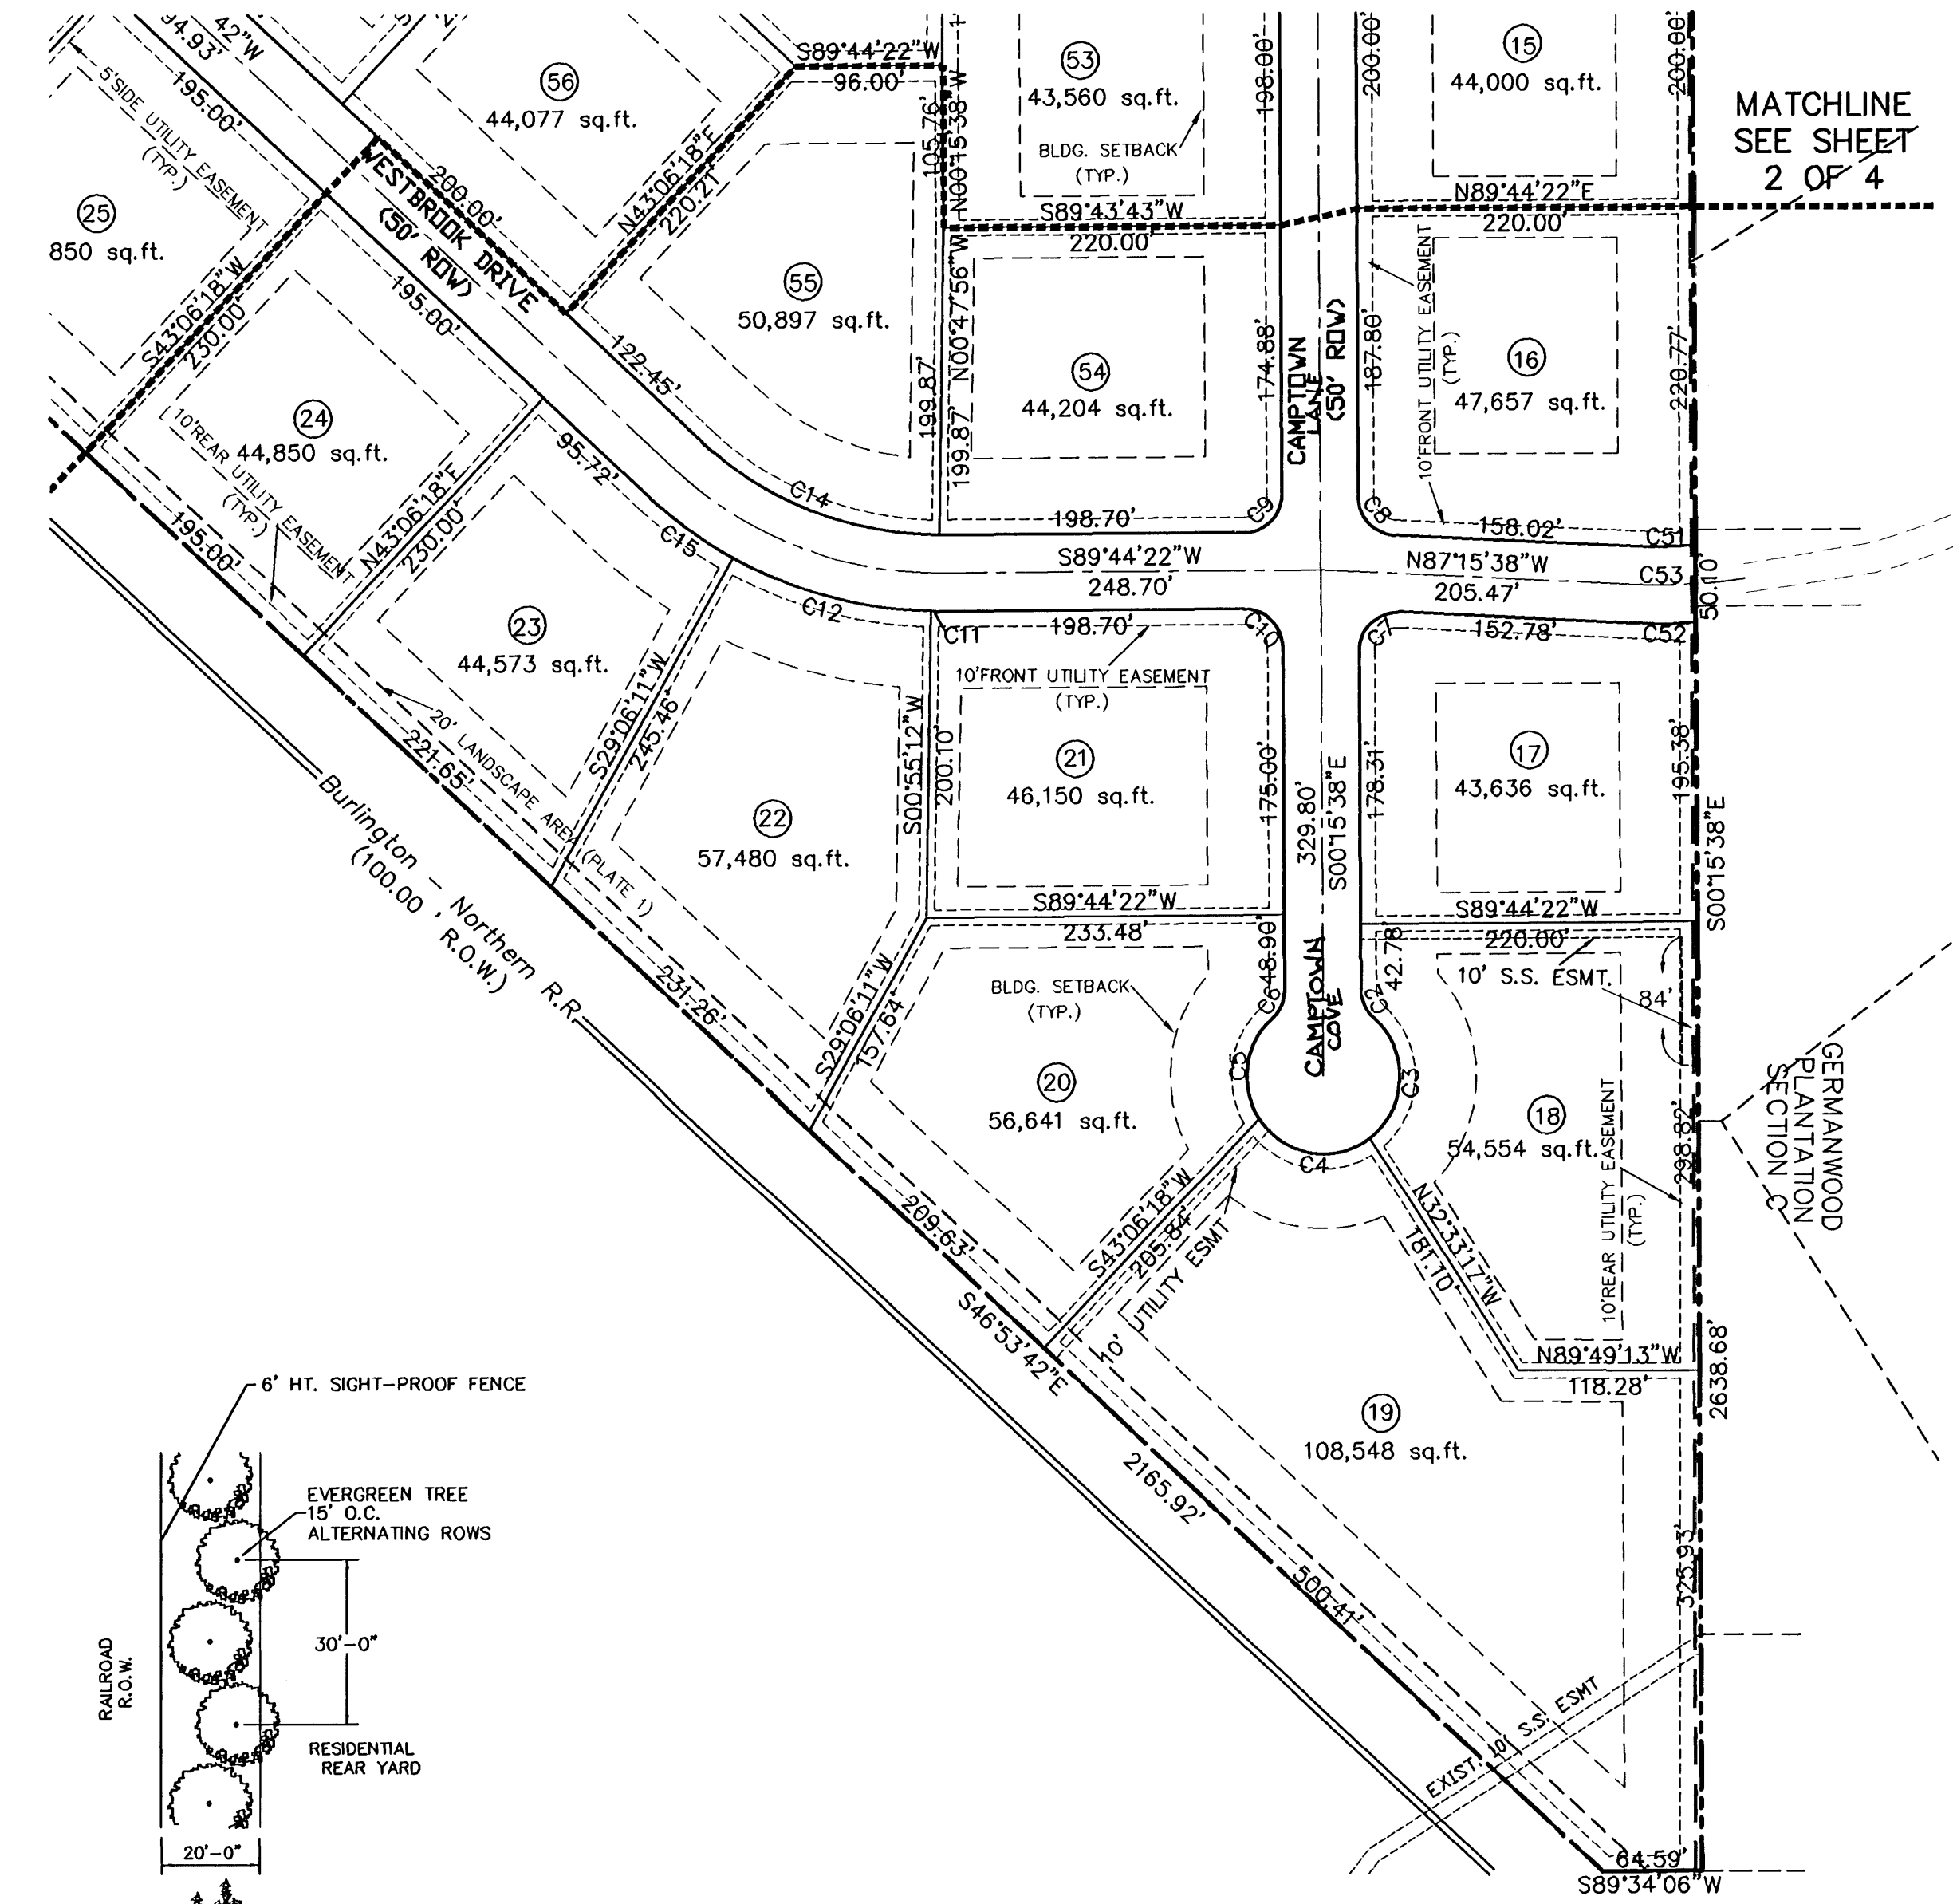 94.93'
42"W
195.00'
5'SIDE UTILITY EASEMENT
(TYP.)
25
850 sq.ft.
56
44,077 sq.ft.
S89°44'22"W
96.00'
105.76'
N00°15'38"W
53
43,560 sq.ft.
BLDG. SETBACK
(TYP.)
S89°43'43"W
220.00'
198.00'
200.00'
15
44,000 sq.ft.
200.00'
N89°44'22"E
220.00'
MATCHLINE
SEE SHEET
2 OF 4
WESTBROOK DRIVE
(50' ROW)
200.00'
N43°06'18"E
220.21'
S43°06'18"W
230.00'
195.00'
24
44,850 sq.ft.
10'REAR UTILITY EASEMENT
(TYP.)
195.00'
N43°06'18"E
230.00'
55
50,897 sq.ft.
122.45'
199.87'
N00°47'56"W
199.87'
54
44,204 sq.ft.
174.88'
CAMPTOWN
LANE
(50' ROW)
187.80'
10'FRONT UTILITY EASEMENT
(TYP.)
16
47,657 sq.ft.
220.77'
95.72'
C15
C14
198.70'
C9
C8
158.02'
C51
S89°44'22"W
248.70'
N87°15'38"W
205.47'
C53
50.10'
23
44,573 sq.ft.
C12
C11
198.70'
C10
C7
152.78'
C52
10'FRONT UTILITY EASEMENT
(TYP.)
S29°06'11"W
245.46'
20' LANDSCAPE AREA (PLATE 1)
221.65'
22
57,480 sq.ft.
S00°55'12"W
200.10'
21
46,150 sq.ft.
175.00'
329.80'
S00°15'38"E
178.31'
17
43,636 sq.ft.
195.38'
S00°15'38"E
Burlington - Northern R.R.
(100.00' R.O.W.)
S89°44'22"W
233.48'
S89°44'22"W
220.00'
231.26'
S29°06'11"W
157.64'
BLDG. SETBACK
(TYP.)
48.90'
C6
CAMPTOWN
COVE
42.78'
C2
10' S.S. ESMT.
84'
20
56,641 sq.ft.
C5
C3
C4
18
54,554 sq.ft.
10'REAR UTILITY EASEMENT
(TYP.)
298.82'
GERMANWOOD
PLANTATION
SECTION C
209.63'
S43°06'18"W
205.84'
10' UTILITY ESMT
N32°33'17"W
181.70'
S46°53'42"E
N89°49'13"W
118.28'
2638.68'
19
108,548 sq.ft.
2165.92'
500.41'
325.93'
EXIST. 10' S.S. ESMT
64.59'
S89°34'06"W
6' HT. SIGHT-PROOF FENCE
EVERGREEN TREE
15' O.C.
ALTERNATING ROWS
30'-0"
RAILROAD
R.O.W.
RESIDENTIAL
REAR YARD
20'-0"